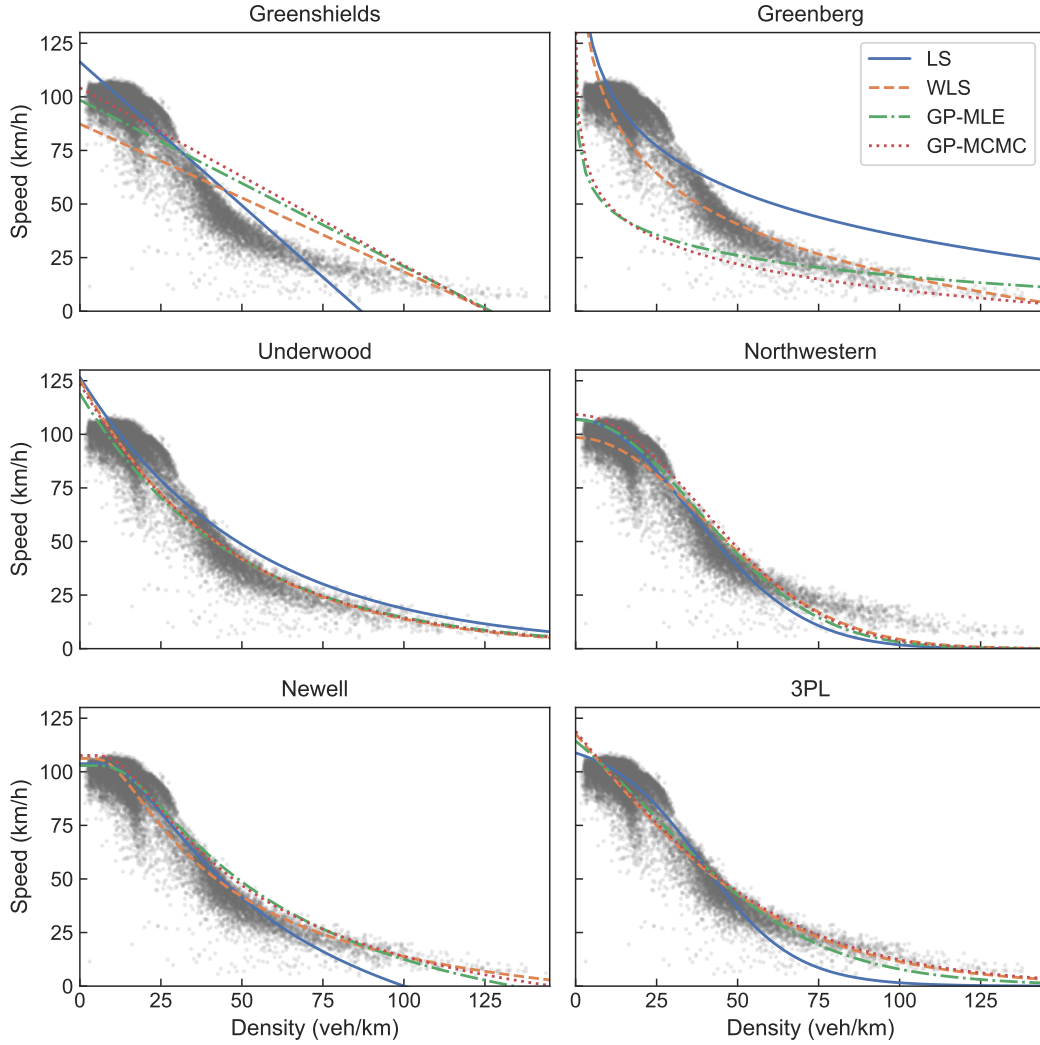 Greenshields
Greenberg
125
100
75
50
25
0
Speed (km/h)
LS
WLS
GP-MLE
GP-MCMC
Underwood
Northwestern
125
100
75
50
25
0
Speed (km/h)
Newell
3PL
125
100
75
50
25
0
Speed (km/h)
0 25 50 75 100 125
0 25 50 75 100 125
Density (veh/km)
Density (veh/km)